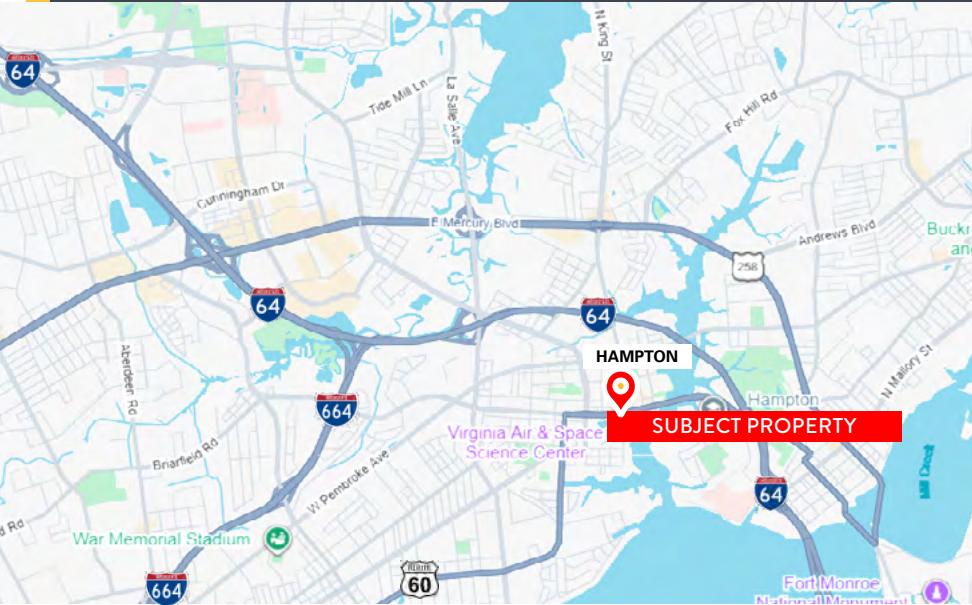 64
N King St
La Salle Ave
Tide Mill Ln
Fox Hill Rd
Cunningham Dr
E Mercury Blvd
Andrews Blvd
258
64
64
HAMPTON
Aberdeen Rd
N Mallory St
664
Hampton
SUBJECT PROPERTY
Virginia Air & Space
Science Center
Briarfield Rd
W Pembroke Ave
Mill Creek
64
War Memorial Stadium
60
664
Fort Monroe
National Monument